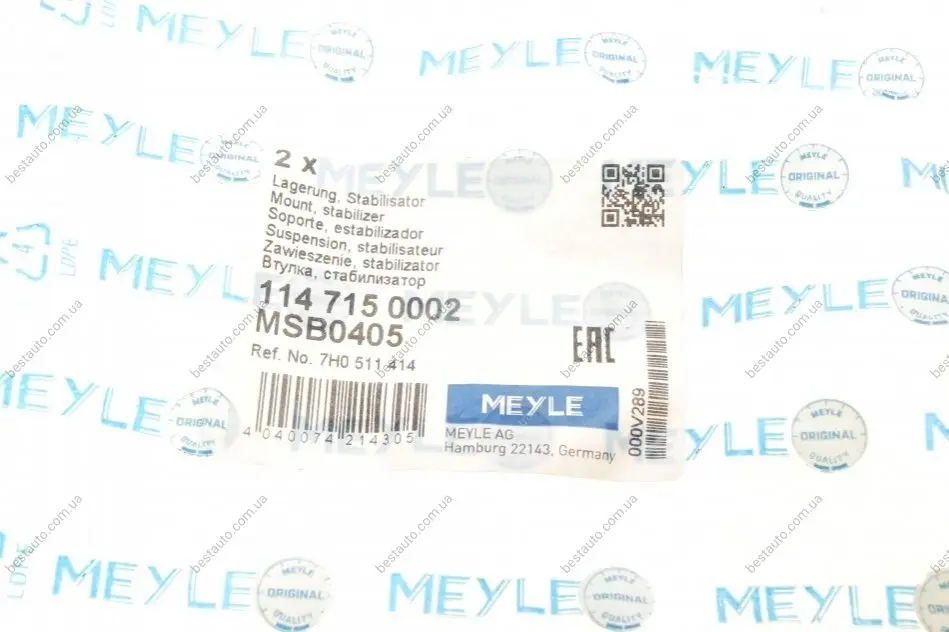 2 x
Lagerung, Stabilisator
Mount, stabilizer
Soporte, estabilizador
Suspension, stabilisateur
Zawieszenie, stabilizator
Втулка, стабилизатор
114 715 0002
MSB0405
Ref. No. 7H0 511 414
4 040074 214305
EAC
MEYLE
MEYLE AG
Hamburg 22143, Germany
000V289
MEYLE
MEYLE ORIGINAL QUALITY
LDPE
bestauto.com.ua